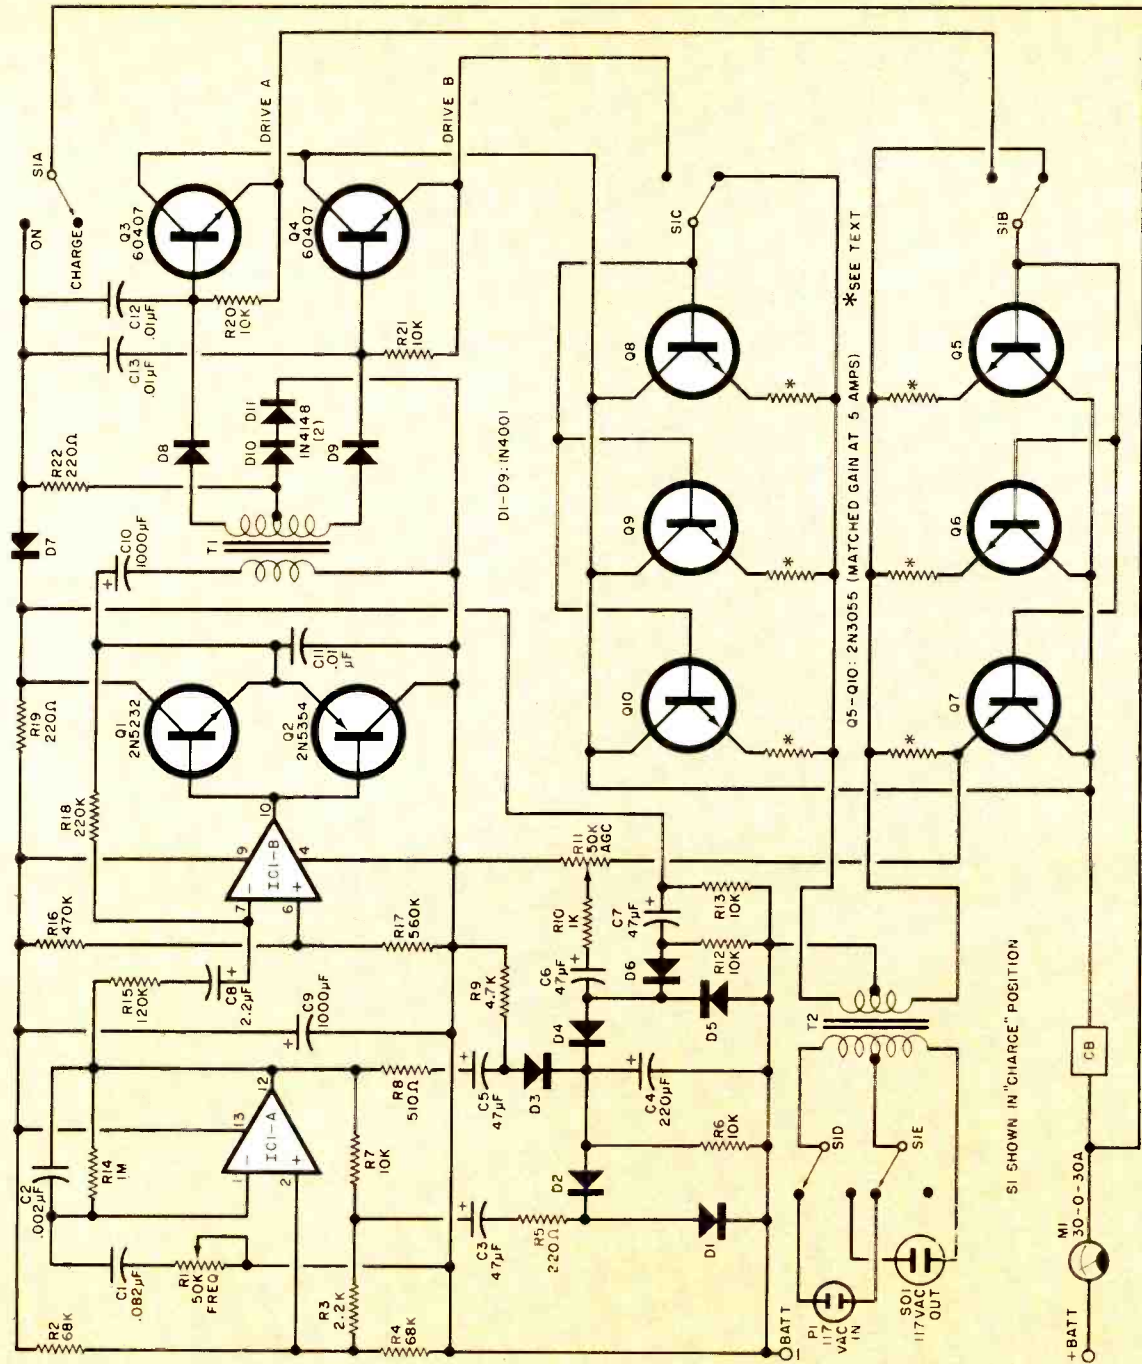 ON
S1A
CHARGE
R2
68K
C2
.002µF
R14
1M
R16
470K
R15
120K
C8 +
2.2µF
C9
1000µF
+
R18
220K
R19
220Ω
D7
R22
220Ω
C12
.01µF
C13
.01µF
Q3
60407
DRIVE A
Q4
60407
DRIVE B
R20
10K
R21
10K
C1
.082µF
R1
50K
FREQ
IC1-A
1
-
2
+
13
12
IC1-B
7
-
6
+
9
4
10
Q1
2N5232
Q2
2N5354
C11
.01
µF
+
C10
1000µF
T1
D8
D10
D11
1N4148
(2)
D9
R3
2.2K
R7
10K
R8
510Ω
R17
560K
R4
68K
R9
4.7K
+
C3
47µF
R5
220Ω
+
C5
47µF
D3
D2
D1
R6
10K
D4
+
C4
220µF
C6 +
47µF
R10
1K
R11
50K
AGC
D1-D9:1N4001
D6
D5
C7 +
47µF
R12
10K
R13
10K
S1C
Q10
Q9
Q8
*
*
*
Q5-Q10: 2N3055 (MATCHED GAIN AT 5 AMPS)
*SEE TEXT
*
*
*
Q7
Q6
Q5
S1B
BATT
-
P1
117
VAC
IN
S01
117VAC
OUT
S1D
S1E
T2
S1 SHOWN IN "CHARGE" POSITION
+BATT
M1
30-0-30A
CB